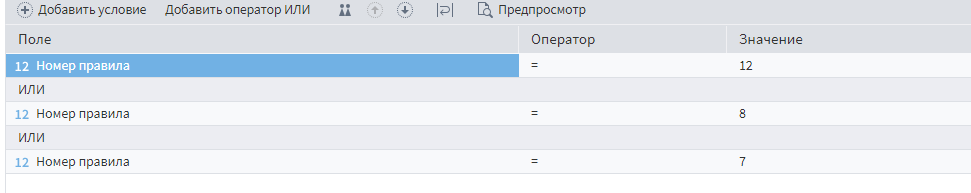 Добавить условие Добавить оператор ИЛИ Предпросмотр
Поле Оператор Значение
12 Номер правила = 12
ИЛИ
12 Номер правила = 8
ИЛИ
12 Номер правила = 7